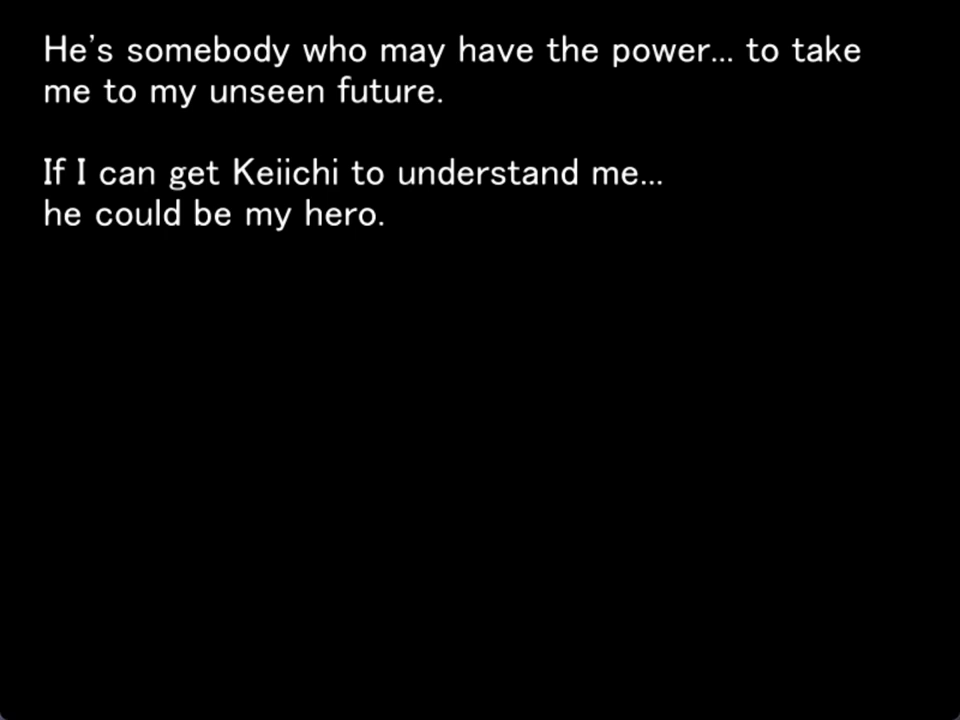 He's somebody who may have the power... to take
me to my unseen future.
If I can get Keiichi to understand me...
he could be my hero.